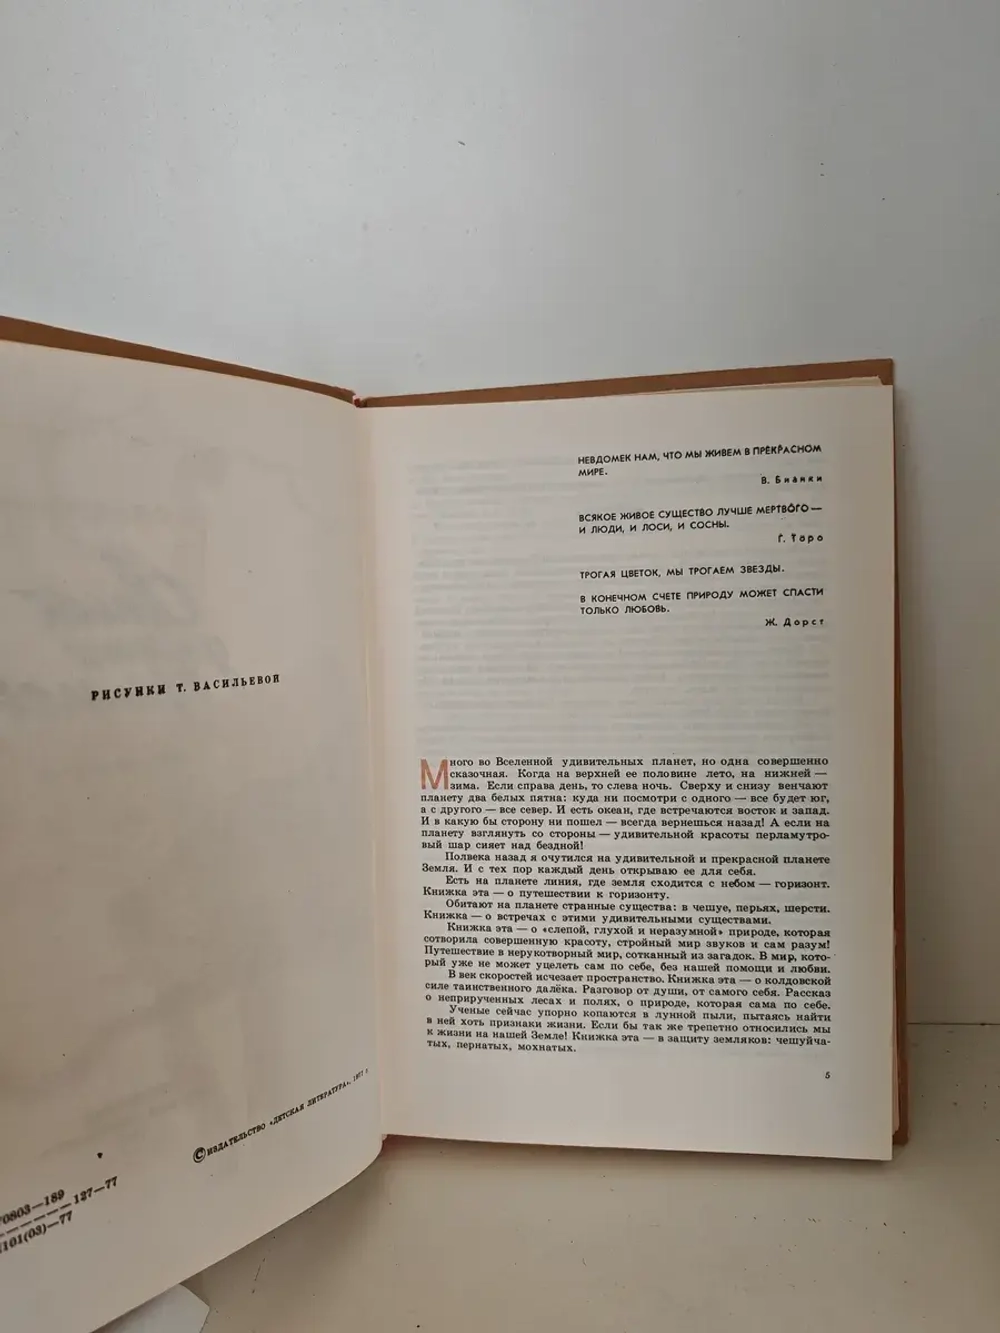 РИСУНКИ Т. ВАСИЛЬЕВОЙ
© ИЗДАТЕЛЬСТВО «ДЕТСКАЯ ЛИТЕРАТУРА», 1977 г.
70803—189
127—77
101(03)—77
НЕВДОМЕК НАМ, ЧТО МЫ ЖИВЕМ В ПРЕКРАСНОМ
МИРЕ.
В. Бианки
ВСЯКОЕ ЖИВОЕ СУЩЕСТВО ЛУЧШЕ МЕРТВОГО —
И ЛЮДИ, И ЛОСИ, И СОСНЫ.
Г. Торо
ТРОГАЯ ЦВЕТОК, МЫ ТРОГАЕМ ЗВЕЗДЫ.
В КОНЕЧНОМ СЧЕТЕ ПРИРОДУ МОЖЕТ СПАСТИ
ТОЛЬКО ЛЮБОВЬ.
Ж. Дорст
Много во Вселенной удивительных планет, но одна совершенно
сказочная. Когда на верхней ее половине лето, на нижней —
зима. Если справа день, то слева ночь. Сверху и снизу венчают
планету два белых пятна: куда ни посмотри с одного — все будет юг,
а с другого — все север. И есть океан, где встречаются восток и запад.
И в какую бы сторону ни пошел — всегда вернешься назад! А если на
планету взглянуть со стороны — удивительной красоты перламутро-
вый шар сияет над бездной!
Полвека назад я очутился на удивительной и прекрасной планете
Земля. И с тех пор каждый день открываю ее для себя.
Есть на планете линия, где земля сходится с небом — горизонт.
Книжка эта — о путешествии к горизонту.
Обитают на планете странные существа: в чешуе, перьях, шерсти.
Книжка — о встречах с этими удивительными существами.
Книжка эта — о «слепой, глухой и неразумной» природе, которая
сотворила совершенную красоту, стройный мир звуков и сам разум!
Путешествие в нерукотворный мир, сотканный из загадок. В мир, кото-
рый уже не может уцелеть сам по себе, без нашей помощи и любви.
В век скоростей исчезает пространство. Книжка эта — о колдовской
силе таинственного далёка. Разговор от души, от самого себя. Рассказ
о неприрученных лесах и полях, о природе, которая сама по себе.
Ученые сейчас упорно копаются в лунной пыли, пытаясь найти
в ней хоть признаки жизни. Если бы так же трепетно относились мы
к жизни на нашей Земле! Книжка эта — в защиту земляков: чешуйча-
тых, пернатых, мохнатых.
5